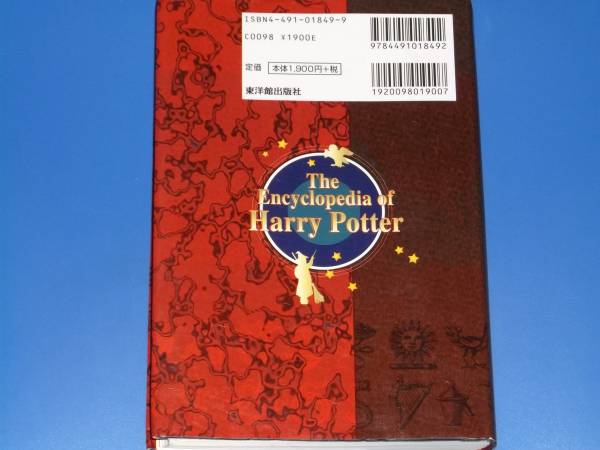 ISBN4-491-01849-9
C0098 ¥1900E
定価 本体1,900円+税
東洋館出版社
9784491018492
1920098019007
The
Encyclopedia of
Harry Potter